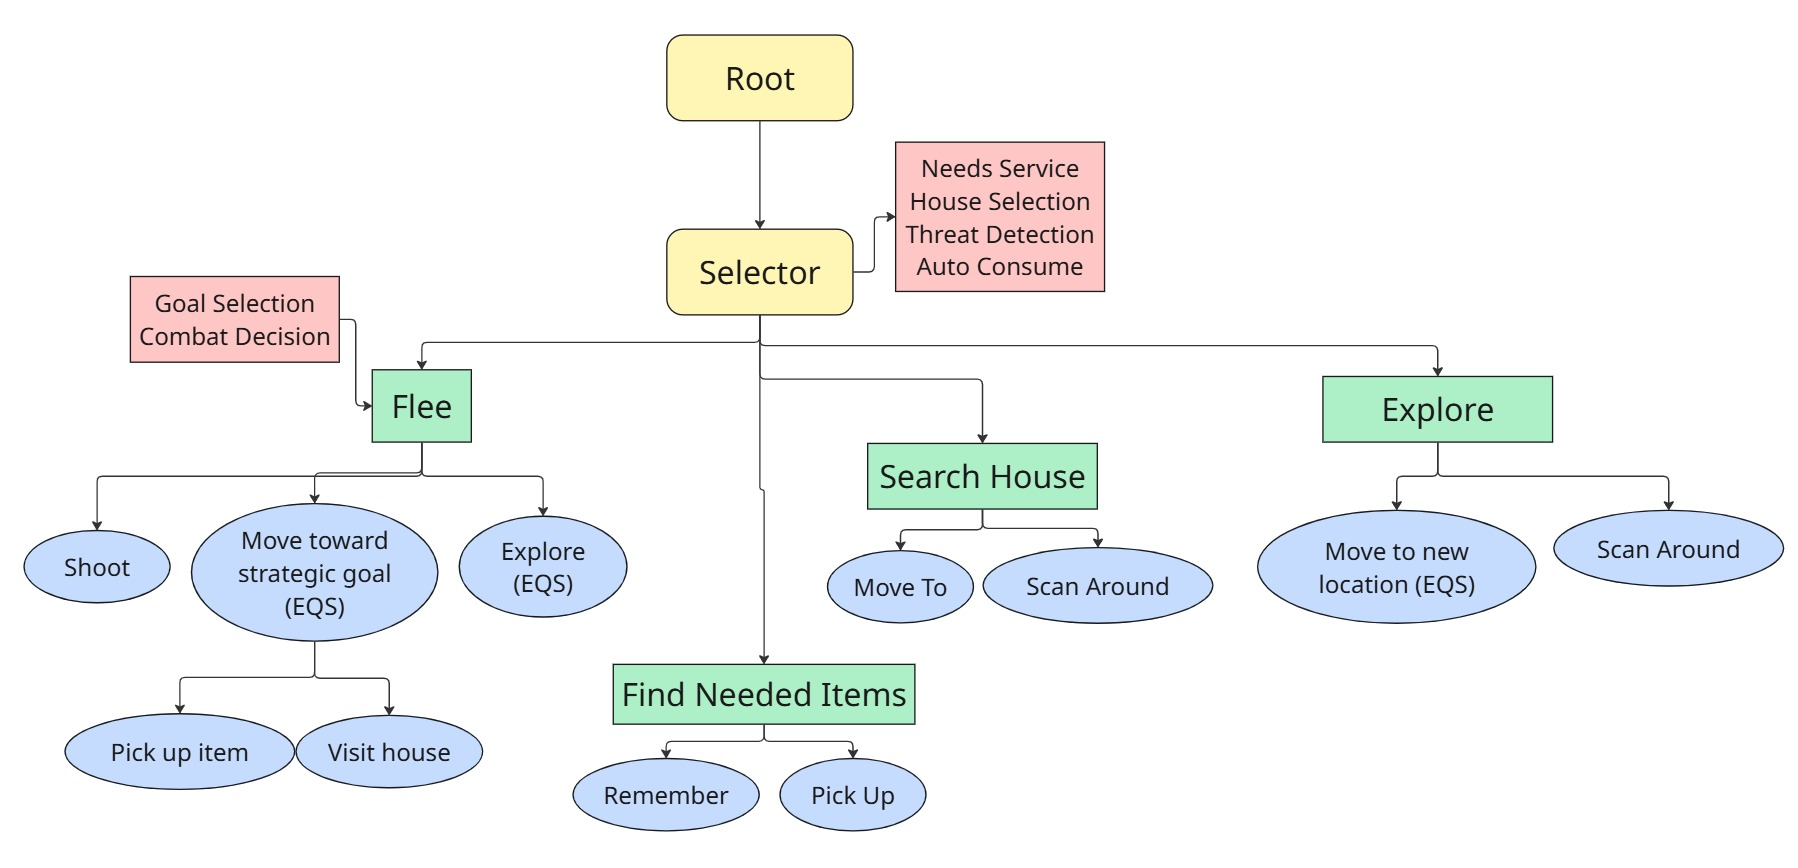 Root
Needs Service
House Selection
Threat Detection
Auto Consume
Selector
Goal Selection
Combat Decision
Flee
Explore
Search House
Shoot
Move toward
strategic goal
(EQS)
Explore
(EQS)
Move To
Scan Around
Move to new
location (EQS)
Scan Around
Find Needed Items
Pick up item
Visit house
Remember
Pick Up